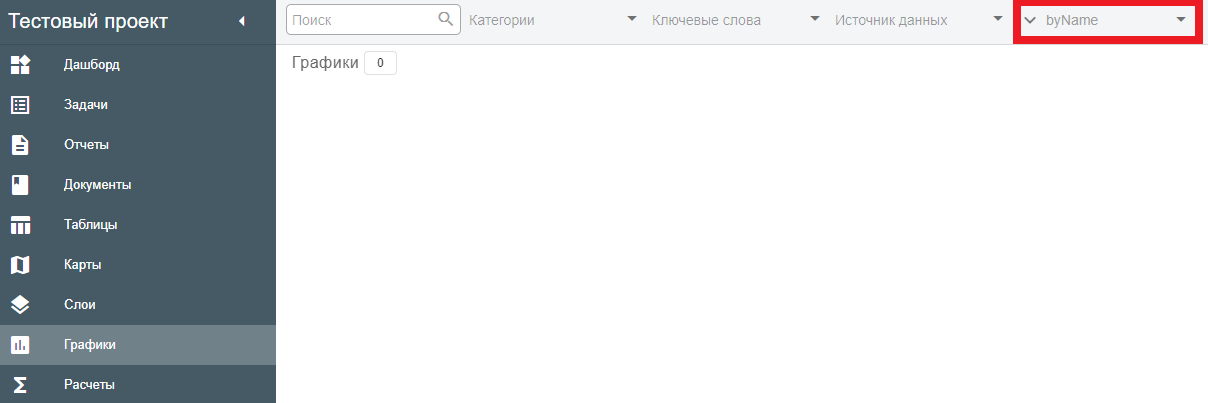 Тестовый проект
Дашборд
Задачи
Отчеты
Документы
Таблицы
Карты
Слои
Графики
Расчеты
Поиск
Категории
Ключевые слова
Источник данных
byName
Графики 0